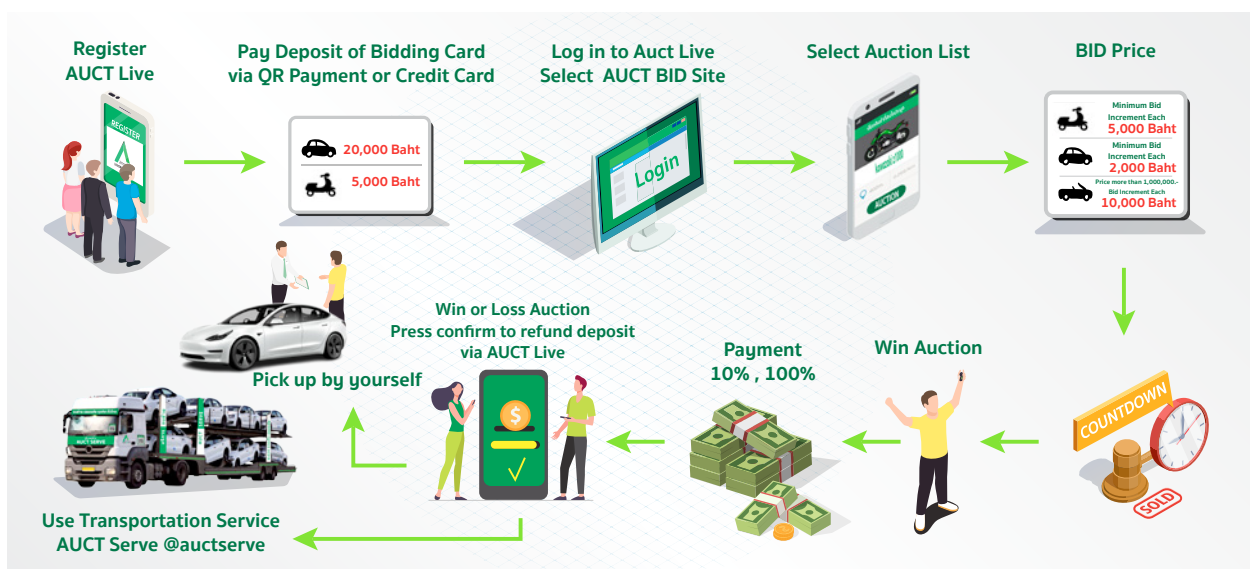 Register
AUCT Live
Pay Deposit of Bidding Card
via QR Payment or Credit Card
Log in to Auct Live
Select AUCT BID Site
Select Auction List
BID Price
REGISTER
20,000 Baht
5,000 Baht
Login
AUCTION
Minimum Bid
Increment Each
5,000 Baht
Minimum Bid
Increment Each
2,000 Baht
Price more than 1,000,000.-
Bid Increment Each
10,000 Baht
COUNTDOWN
SOLD
Win Auction
Payment
10% , 100%
Win or Loss Auction
Press confirm to refund deposit
via AUCT Live
$
Pick up by yourself
AUCT SERVE
Use Transportation Service
AUCT Serve @auctserve